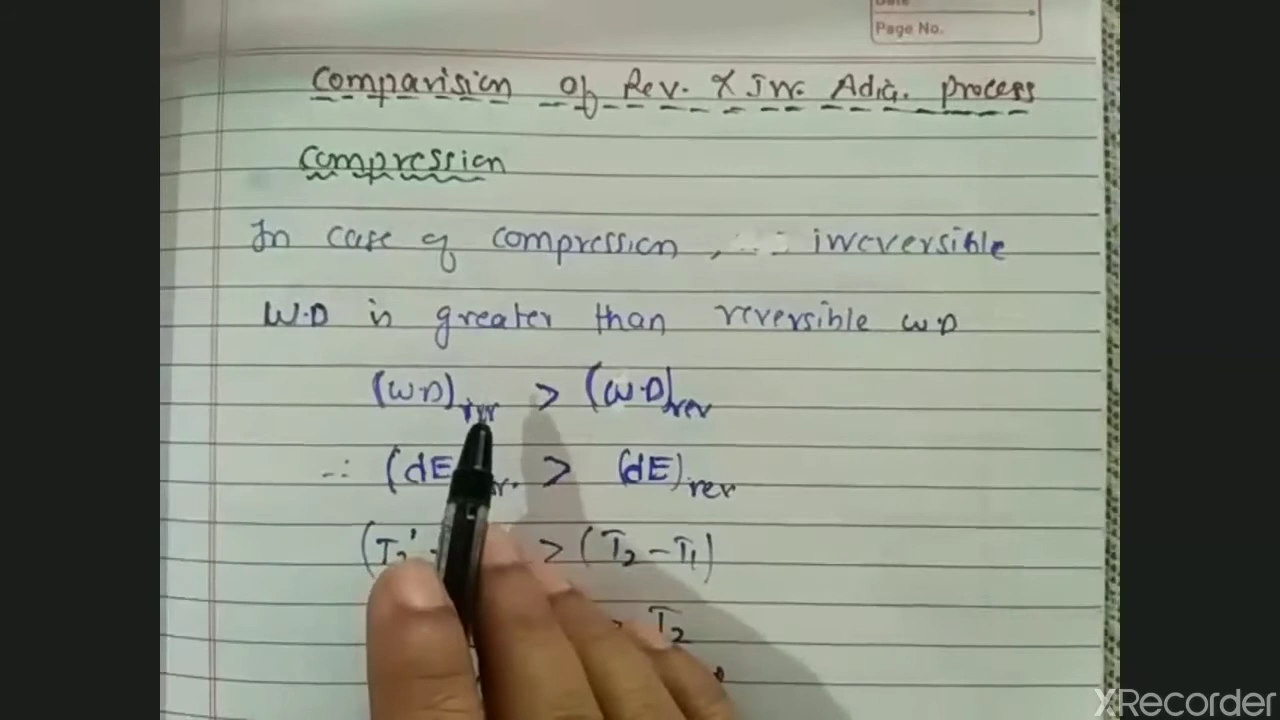 Page No.
Comparision Of Rev. & Irr. Adia. process
Compression
In case of compression, irreversible
W.D is greater than reversible W.D
(W.D)irr > (W.D)rev
∴ (dE r. > (dE)rev
(T2' - > (T2 - T1)
> T2
XRecorder